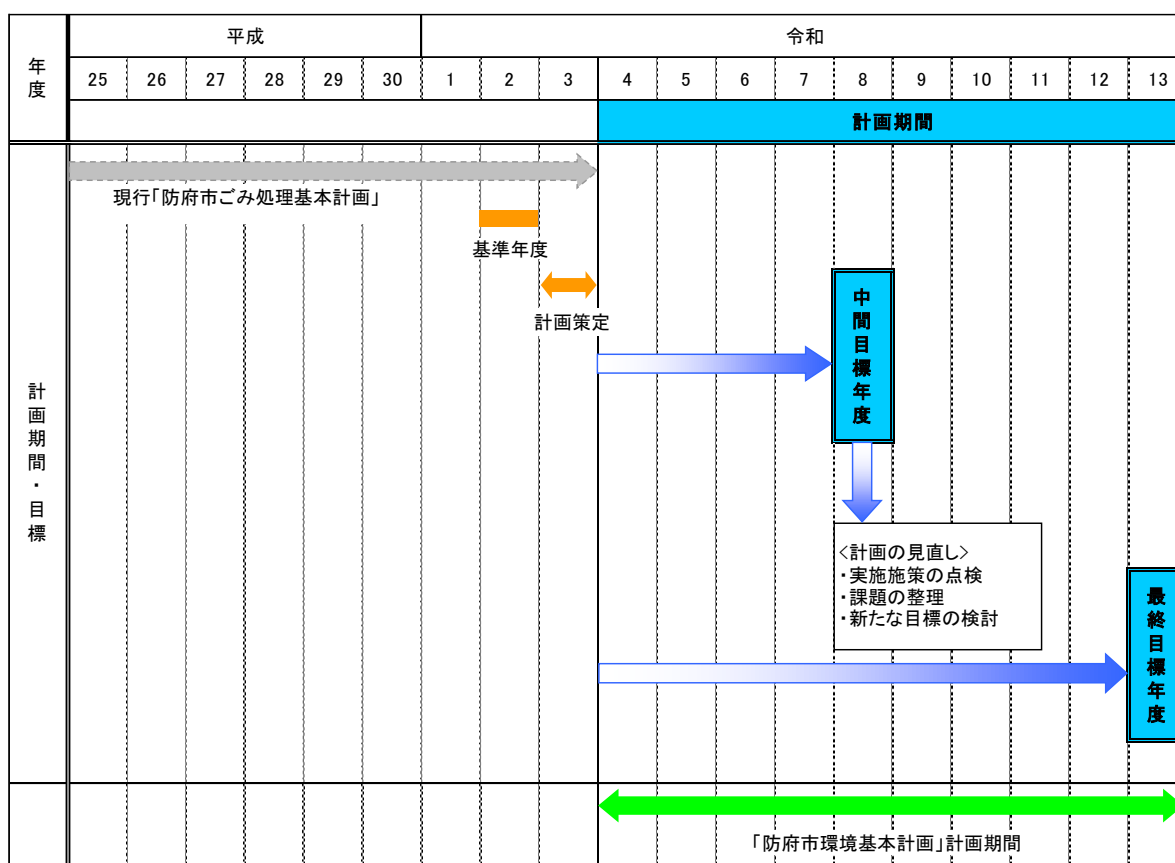 年度
平成
令和
25 26 27 28 29 30 1 2 3 4 5 6 7 8 9 10 11 12 13
計画期間
現行「防府市ごみ処理基本計画」
基準年度
計画策定
中間目標年度
計画期間・目標
<計画の見直し>
・実施施策の点検
・課題の整理
・新たな目標の検討
最終目標年度
「防府市環境基本計画」計画期間